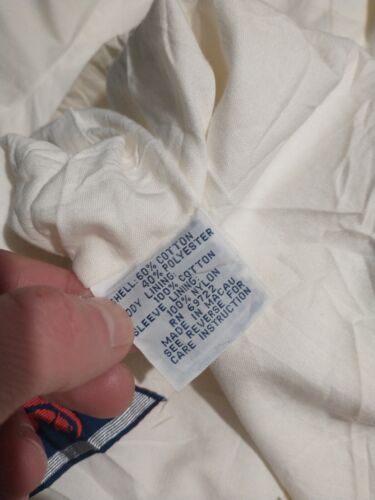 SHELL: 60% COTTON
40% POLYESTER
BODY LINING:
100% COTTON
SLEEVE LINING:
100% NYLON
RN 69722
MADE IN MACAU
SEE REVERSE FOR
CARE INSTRUCTION